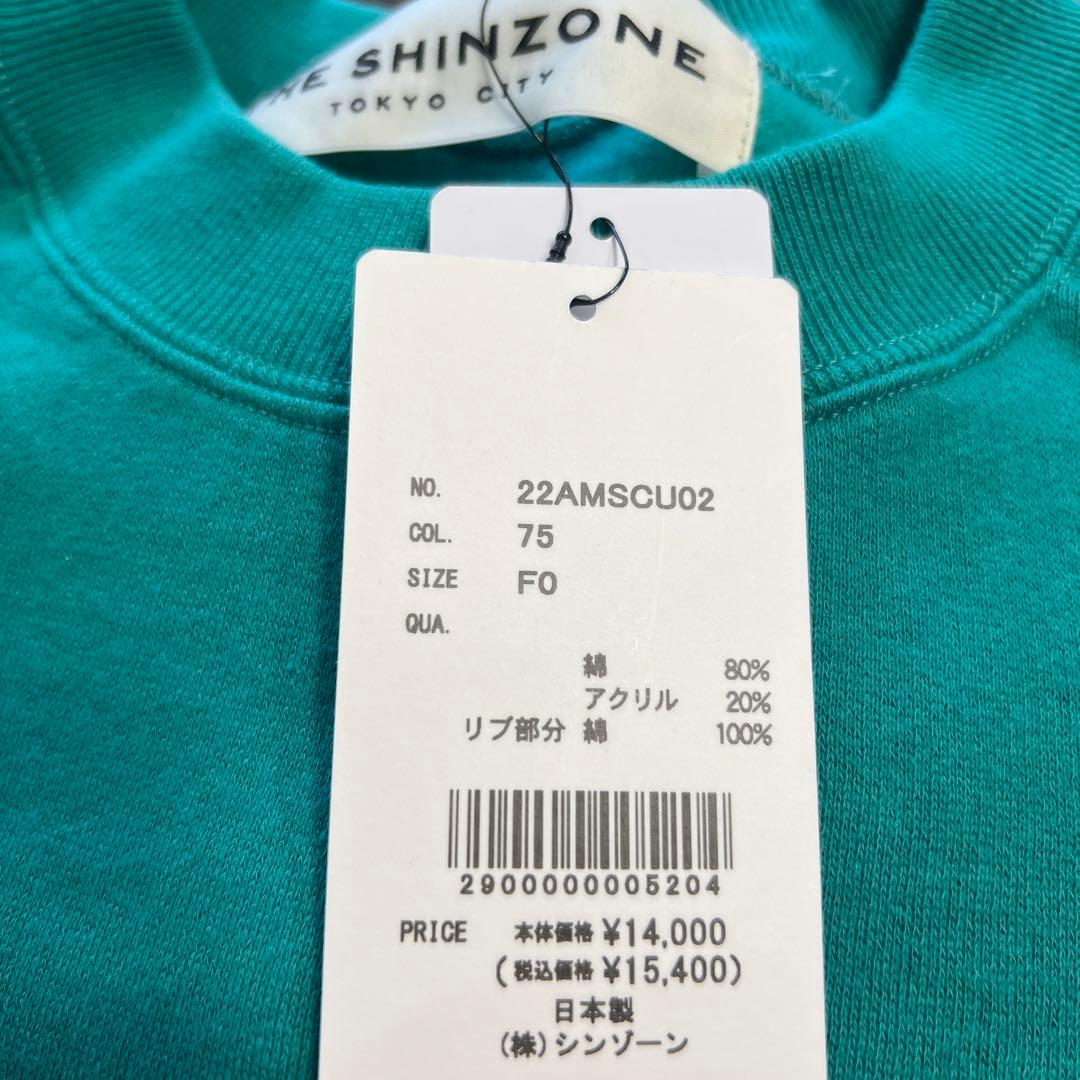 THE SHINZONE
TOKYO CITY
NO. 22AMSCU02
COL. 75
SIZE F0
QUA.
綿 80%
アクリル 20%
リブ部分 綿 100%
2900000005204
PRICE 本体価格 ¥14,000
(税込価格 ¥15,400)
日本製
(株)シンゾーン